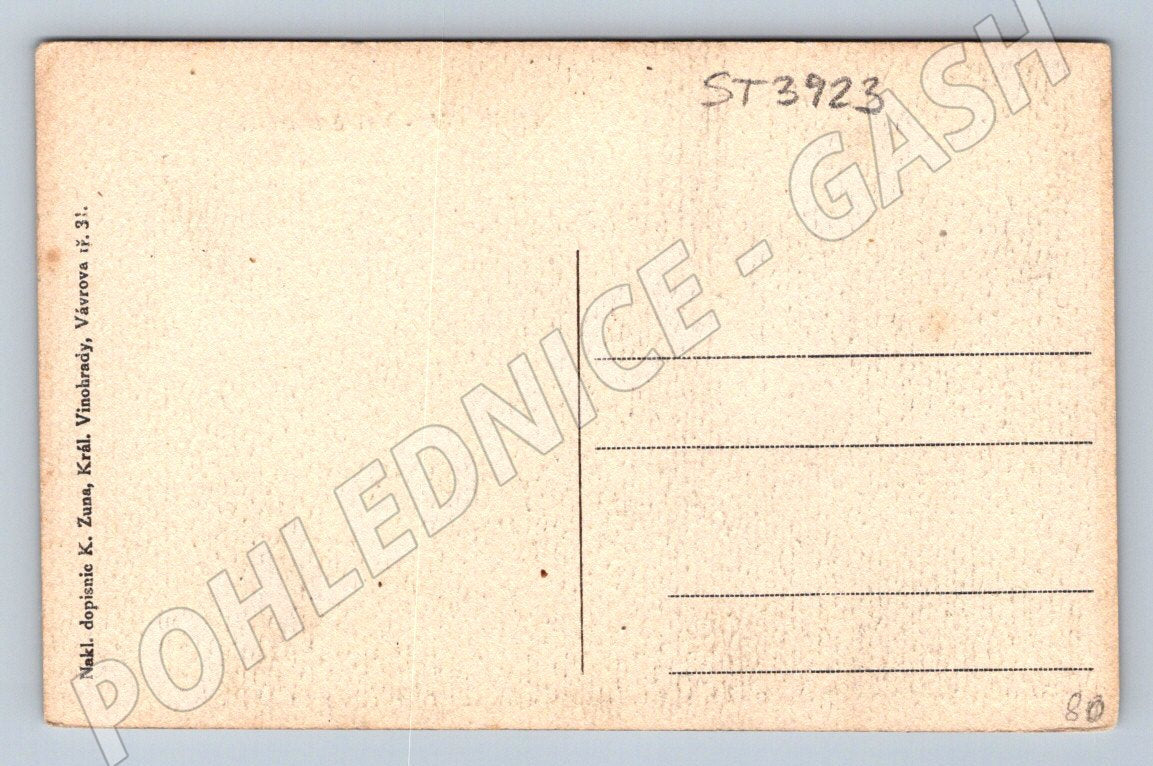 ST3923
Nakl. dopisnic K. Zuna, Král. Vinohrady, Vávrova tř. 31.
POHLEDNICE - GASH
80